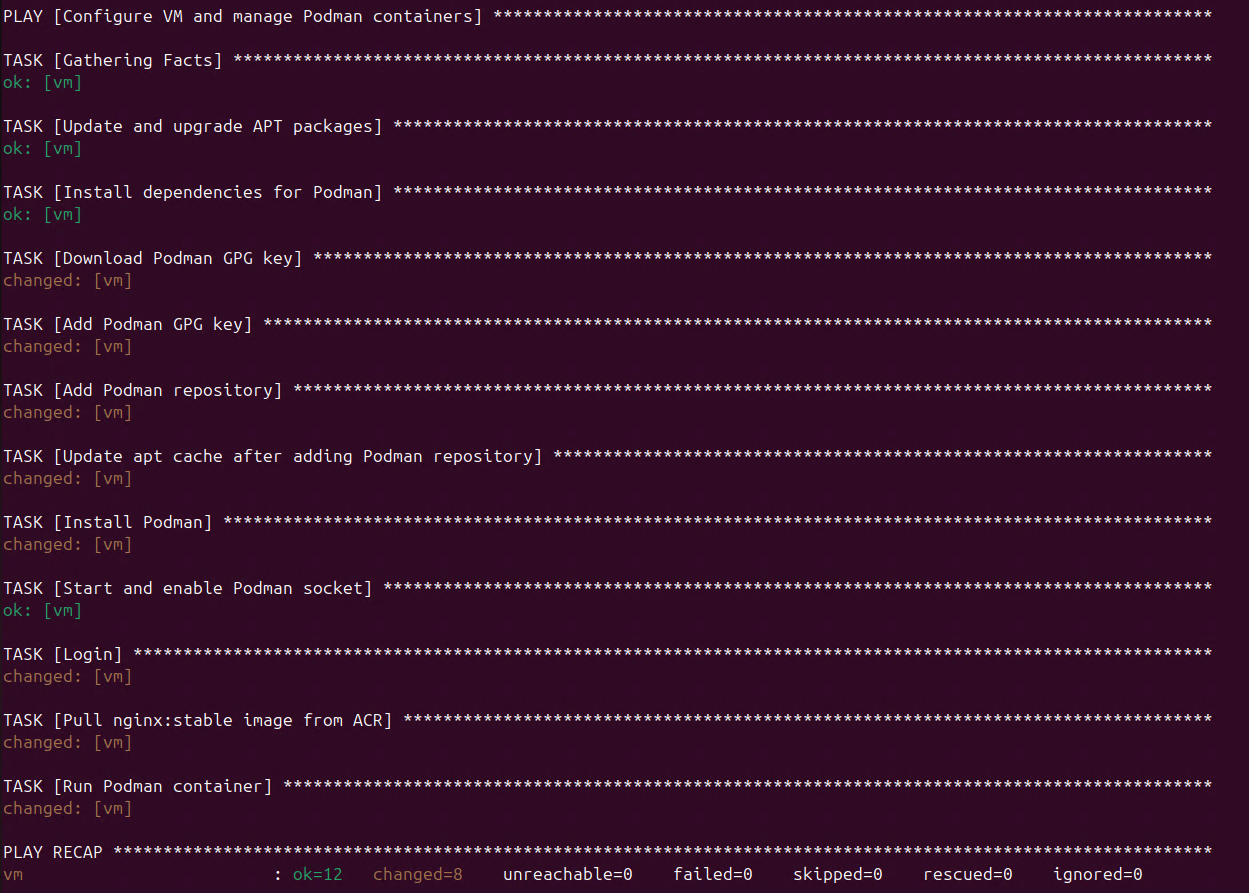 PLAY [Configure VM and manage Podman containers] ************************************************************************
TASK [Gathering Facts] **************************************************************************************************
ok: [vm]
TASK [Update and upgrade APT packages] **********************************************************************************
ok: [vm]
TASK [Install dependencies for Podman] **********************************************************************************
ok: [vm]
TASK [Download Podman GPG key] ******************************************************************************************
changed: [vm]
TASK [Add Podman GPG key] ***********************************************************************************************
changed: [vm]
TASK [Add Podman repository] ********************************************************************************************
changed: [vm]
TASK [Update apt cache after adding Podman repository] ******************************************************************
changed: [vm]
TASK [Install Podman] ***************************************************************************************************
changed: [vm]
TASK [Start and enable Podman socket] ***********************************************************************************
ok: [vm]
TASK [Login] ************************************************************************************************************
changed: [vm]
TASK [Pull nginx:stable image from ACR] *********************************************************************************
changed: [vm]
TASK [Run Podman container] *********************************************************************************************
changed: [vm]
PLAY RECAP **************************************************************************************************************
vm                         : ok=12   changed=8    unreachable=0    failed=0    skipped=0    rescued=0    ignored=0